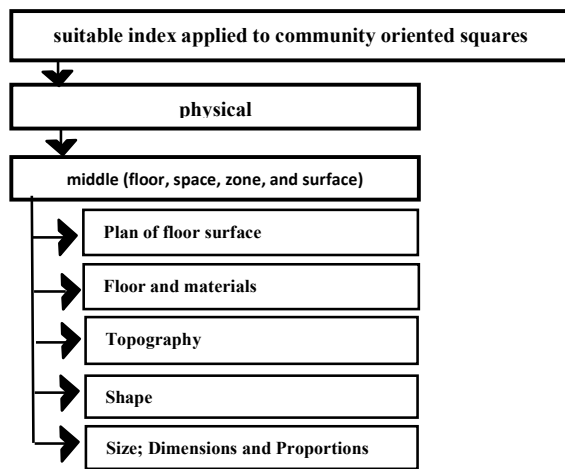 suitable index applied to community oriented squares
physical
middle (floor, space, zone, and surface)
Plan of floor surface
Floor and materials
Topography
Shape
Size; Dimensions and Proportions